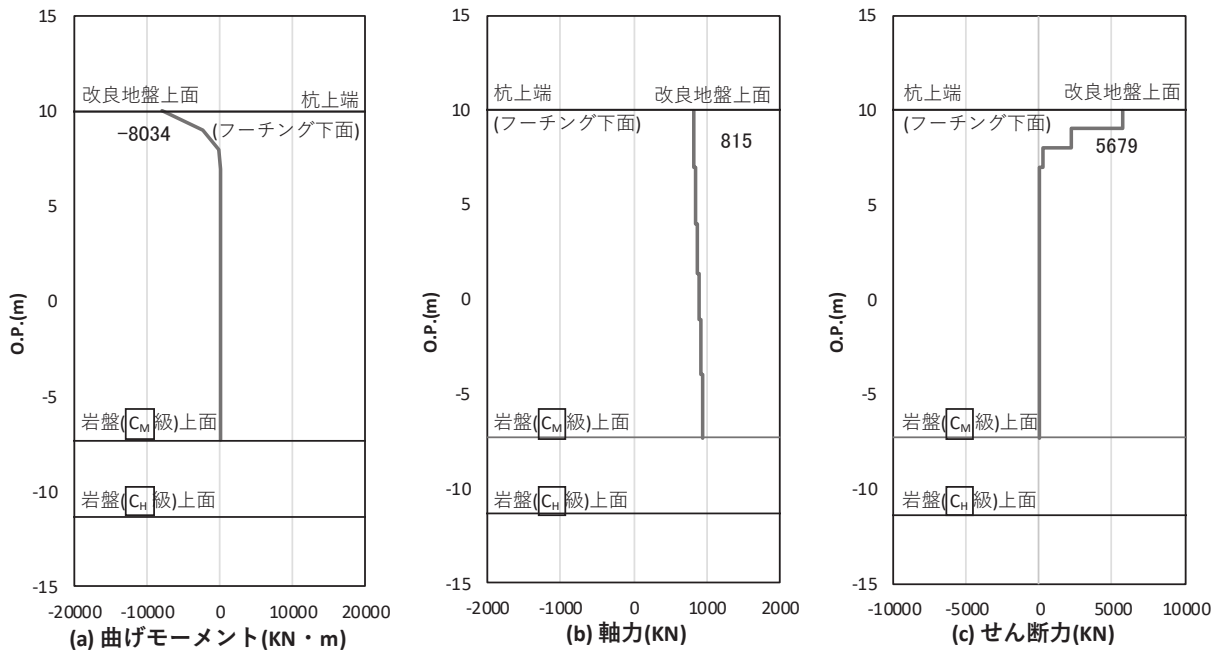 15
改良地盤上面
杭上端
10
−8034
(フーチング下面)
5
0
O.P.(m)
-5
岩盤(CM級)上面
-10
岩盤(CH級)上面
-15
-20000 -10000 0 10000 20000
(a) 曲げモーメント(KN・m)
15
杭上端
改良地盤上面
10
(フーチング下面)
815
5
0
O.P.(m)
-5
岩盤(CM級)上面
-10
岩盤(CH級)上面
-15
-2000 -1000 0 1000 2000
(b) 軸力(KN)
15
杭上端
改良地盤上面
10
(フーチング下面)
5679
5
0
O.P.(m)
-5
岩盤(CM級)上面
-10
岩盤(CH級)上面
-15
-10000 -5000 0 5000 10000
(c) せん断力(KN)